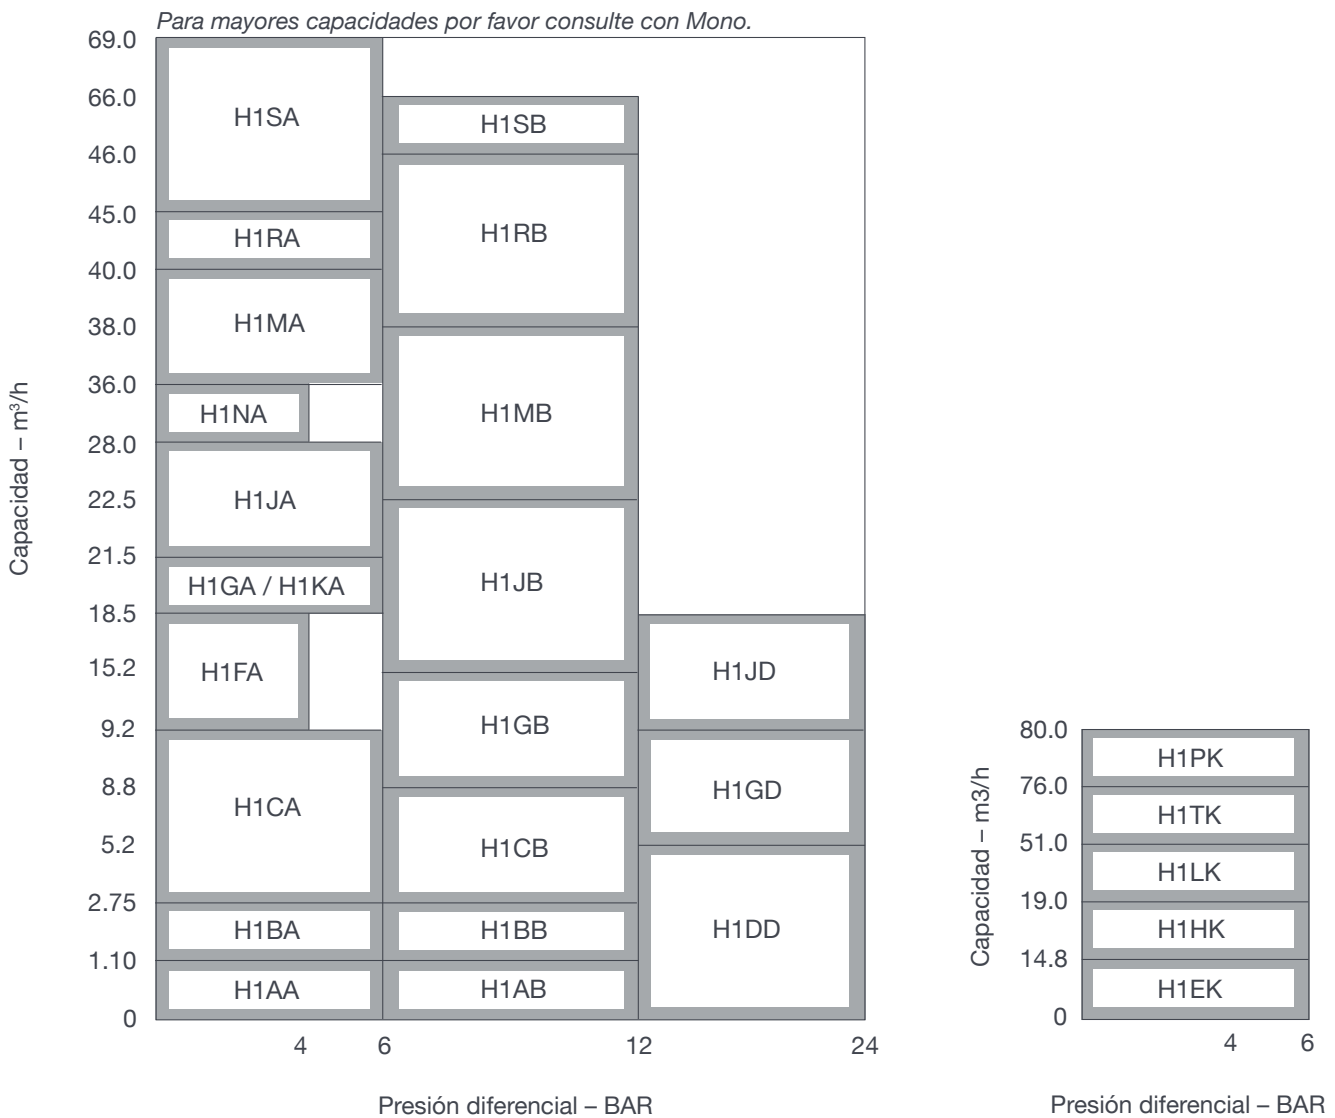 Para mayores capacidades por favor consulte con Mono.
69.0
66.0
46.0
45.0
40.0
38.0
36.0
28.0
22.5
21.5
18.5
15.2
9.2
8.8
5.2
2.75
1.10
0
Capacidad – m³/h
H1SA
H1RA
H1MA
H1NA
H1JA
H1GA / H1KA
H1FA
H1CA
H1BA
H1AA
H1SB
H1RB
H1MB
H1JB
H1GB
H1CB
H1BB
H1AB
H1JD
H1GD
H1DD
4 6 12 24
Presión diferencial – BAR
80.0
76.0
51.0
19.0
14.8
0
Capacidad – m3/h
H1PK
H1TK
H1LK
H1HK
H1EK
4 6
Presión diferencial – BAR